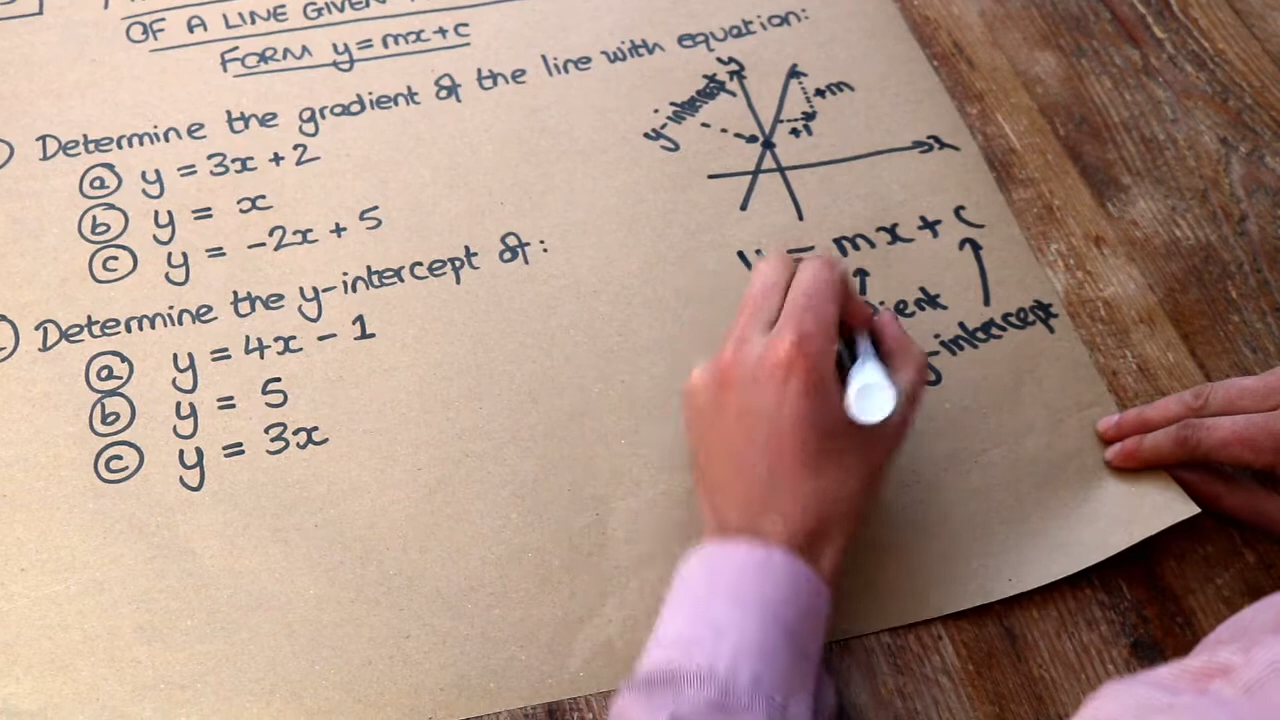 OF A LINE GIVEN
FORM y=mx+c
Determine the gradient of the line with equation:
ⓐ y = 3x + 2
ⓑ y = x
ⓒ y = -2x + 5
Determine the y-intercept of:
ⓐ y = 4x - 1
ⓑ y = 5
ⓒ y = 3x
y
y-intercept
+m
+1
x
= mx + c
y-intercept